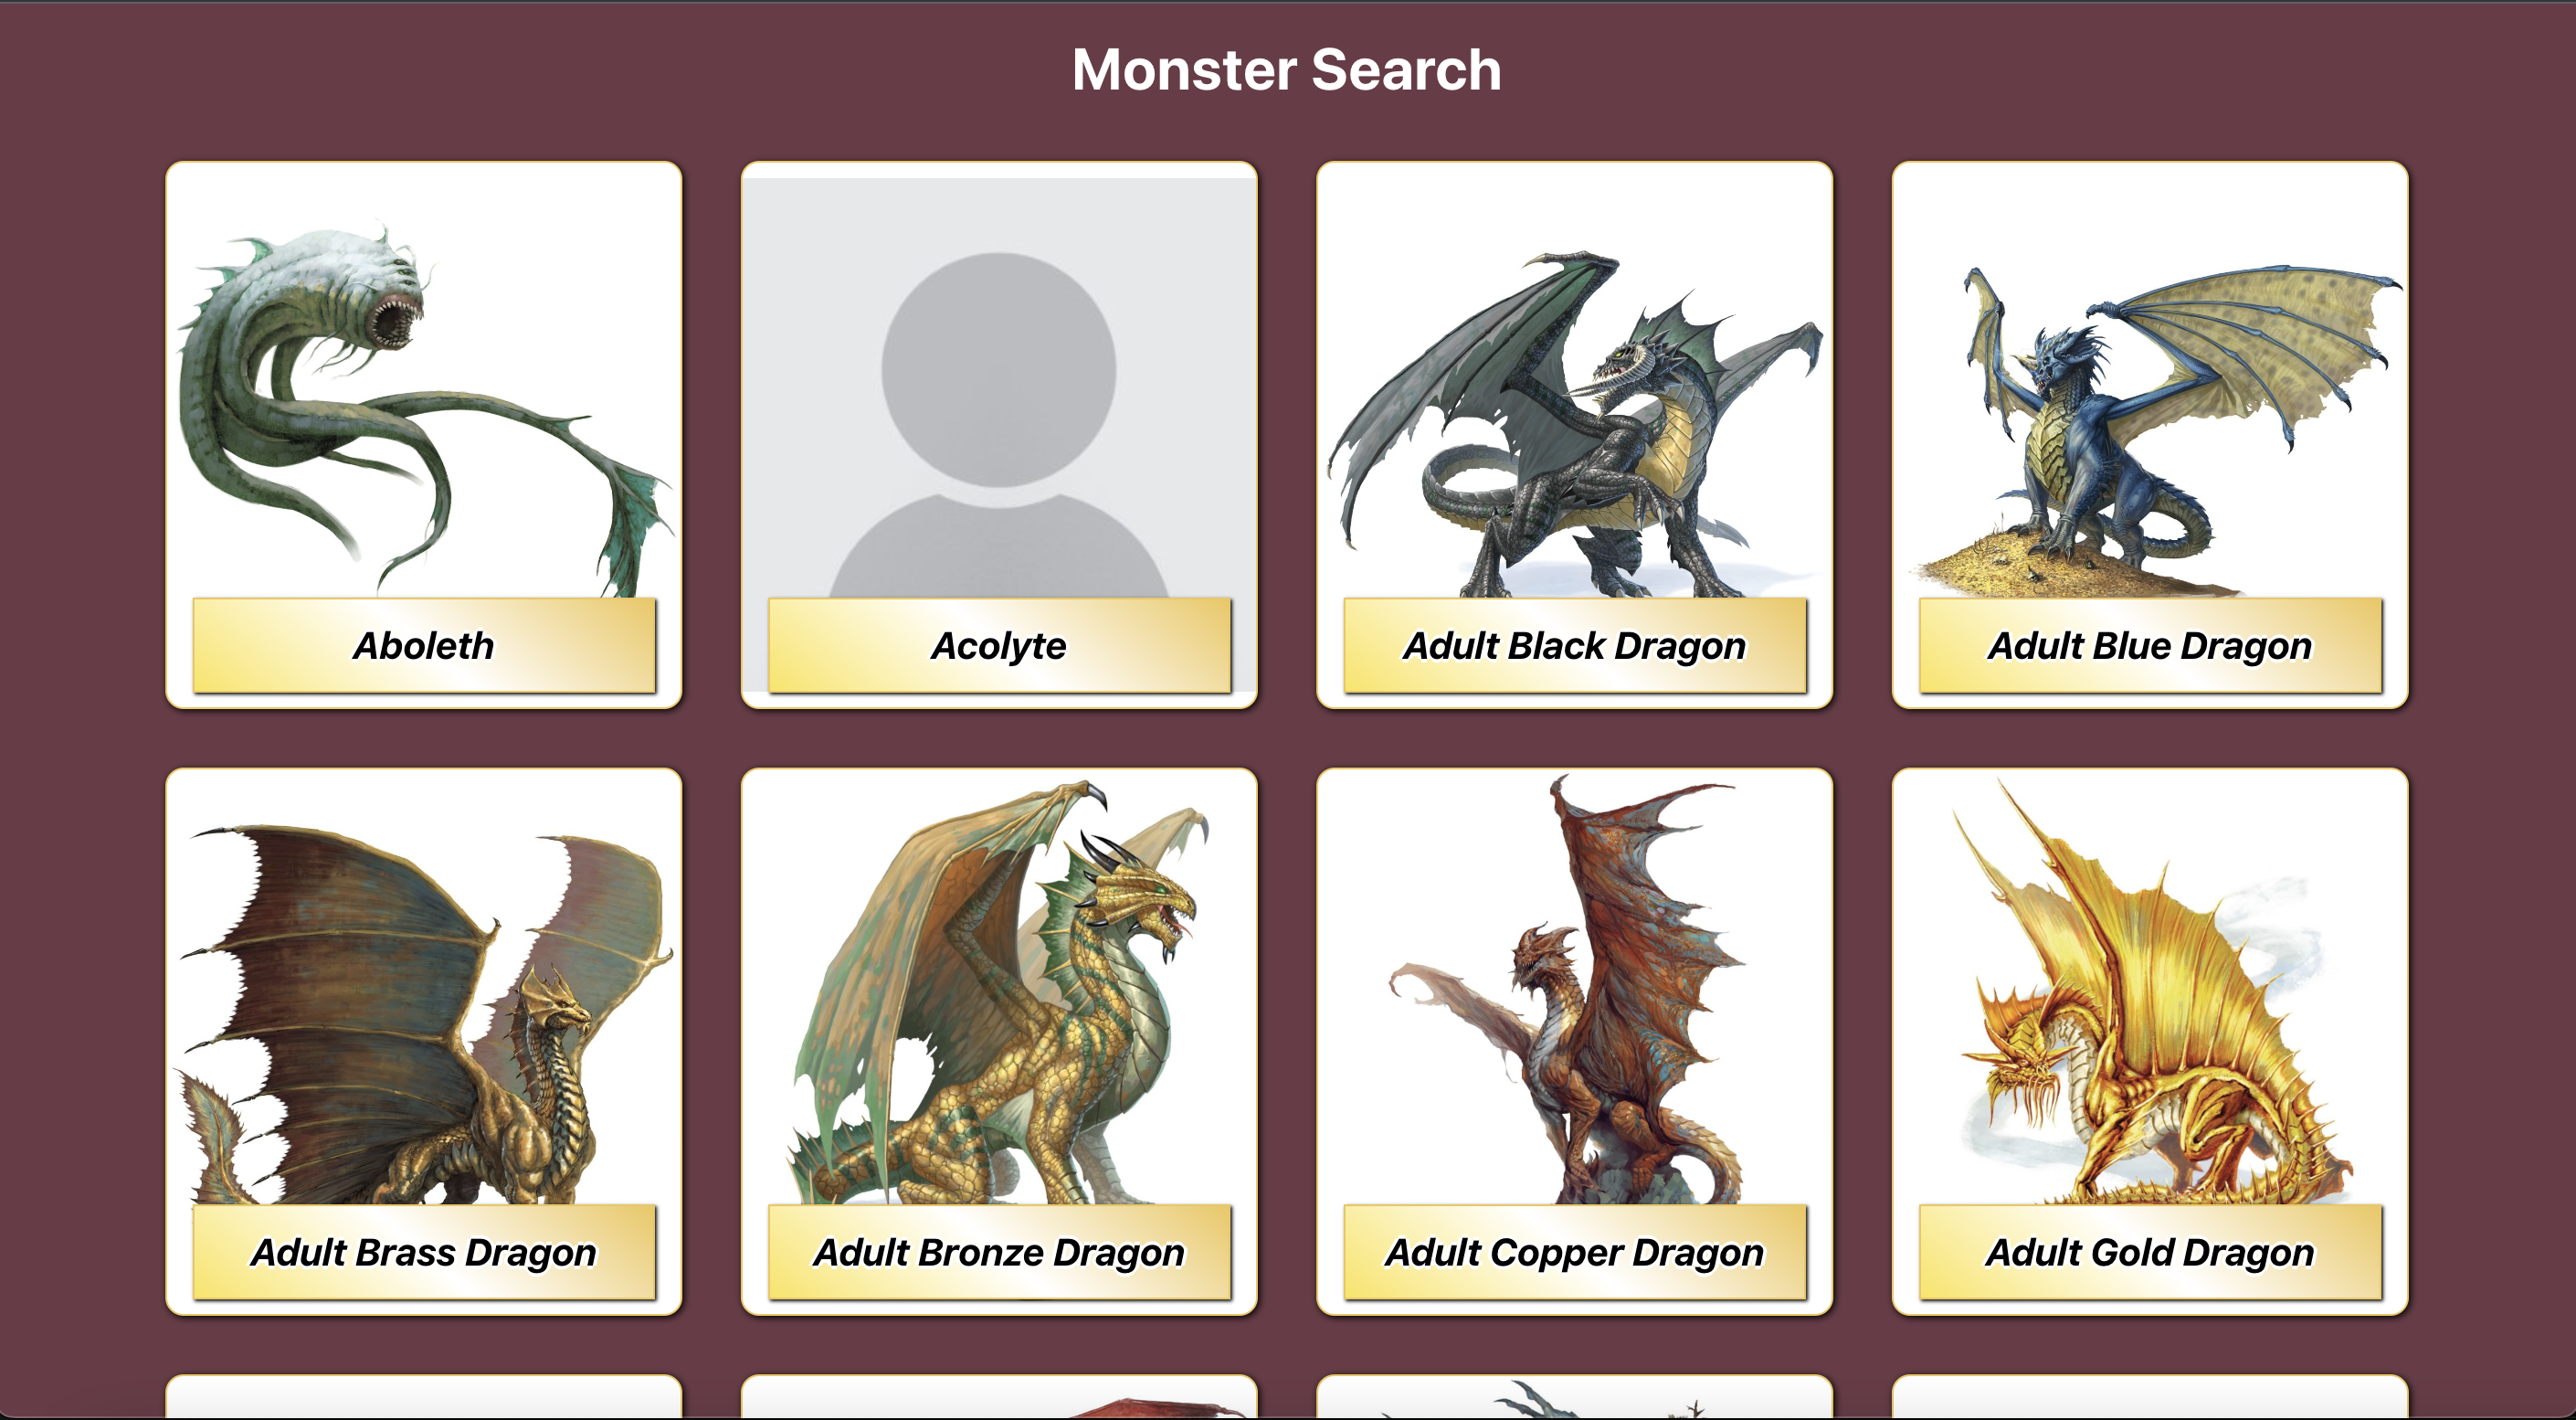 Monster Search
Aboleth
Acolyte
Adult Black Dragon
Adult Blue Dragon
Adult Brass Dragon
Adult Bronze Dragon
Adult Copper Dragon
Adult Gold Dragon